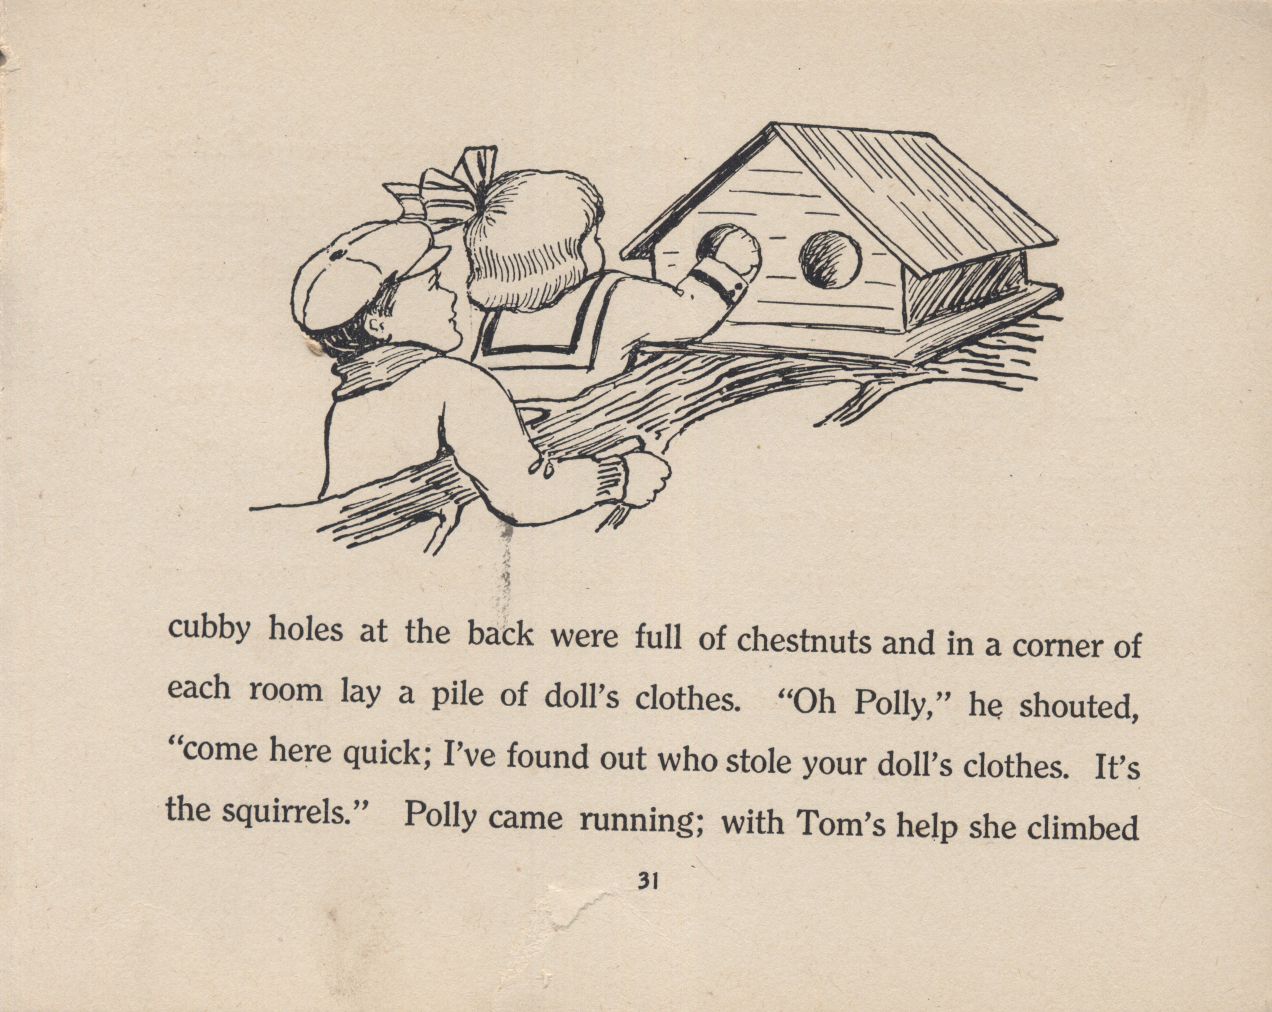 cubby holes at the back were full of chestnuts and in a corner of
each room lay a pile of doll's clothes. “Oh Polly,” he shouted,
“come here quick; I've found out who stole your doll's clothes. It's
the squirrels.” Polly came running; with Tom's help she climbed
31